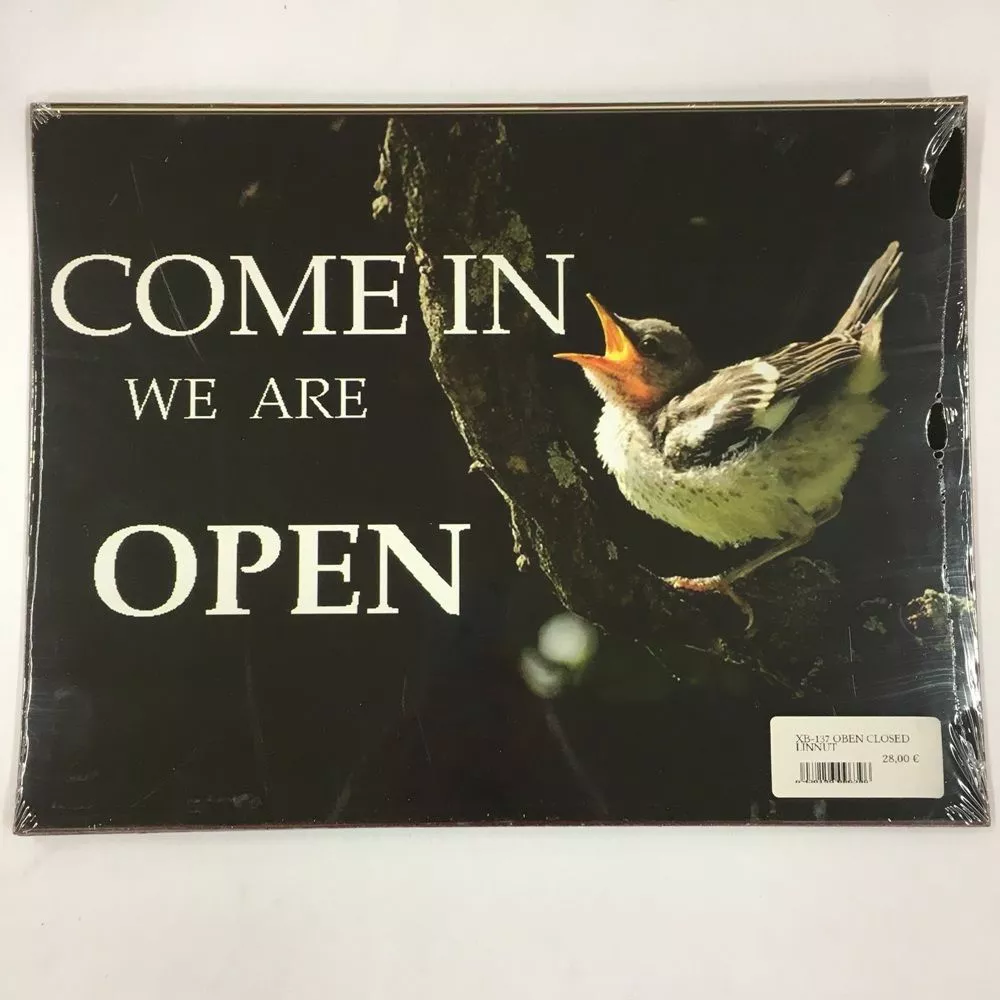 COME IN
WE ARE
OPEN
XB-137 OBEN CLOSED
LINNUT
28,00 €